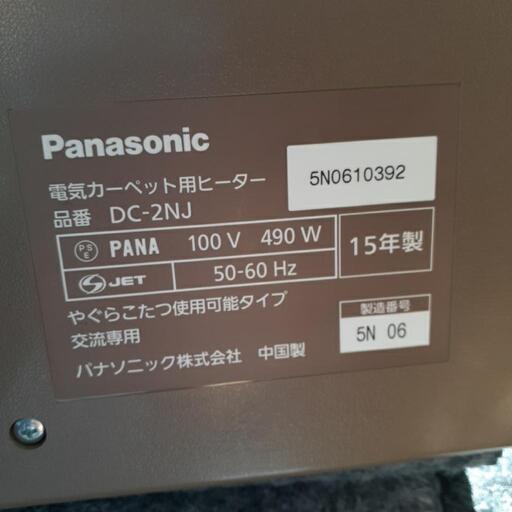 Panasonic
電気カーペット用ヒーター
5N0610392
品番 DC-2NJ
PSE PANA 100 V 490 W
15年製
JET 50-60 Hz
やぐらこたつ使用可能タイプ
製造番号
交流専用
5N 06
パナソニック株式会社 中国製